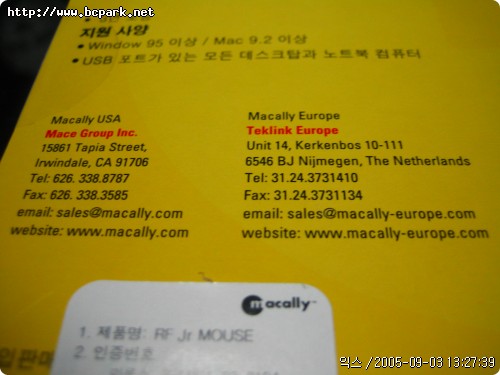 http://www.bcpark.net
지원 사양
• Window 95 이상 / Mac 9.2 이상
• USB 포트가 있는 모든 데스크탑과 노트북 컴퓨터
Macally USA
Mace Group Inc.
15861 Tapia Street,
Irwindale, CA 91706
Tel: 626. 338.8787
Fax: 626. 338.3585
email: sales@macally.com
website: www.macally.com
Macally Europe
Teklink Europe
Unit 14, Kerkenbos 10-111
6546 BJ Nijmegen, The Netherlands
Tel: 31.24.3731410
Fax: 31.24.3731134
email: sales@macally-europe.com
website: www.macally-europe.com
macally™
1. 제품명: RF Jr MOUSE
2. 인증번호
인판매
익스 / 2005-09-03 13:27:39